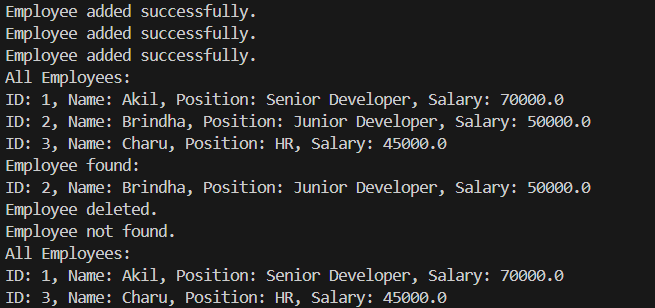 Employee added successfully.
Employee added successfully.
Employee added successfully.
All Employees:
ID: 1, Name: Akil, Position: Senior Developer, Salary: 70000.0
ID: 2, Name: Brindha, Position: Junior Developer, Salary: 50000.0
ID: 3, Name: Charu, Position: HR, Salary: 45000.0
Employee found:
ID: 2, Name: Brindha, Position: Junior Developer, Salary: 50000.0
Employee deleted.
Employee not found.
All Employees:
ID: 1, Name: Akil, Position: Senior Developer, Salary: 70000.0
ID: 3, Name: Charu, Position: HR, Salary: 45000.0